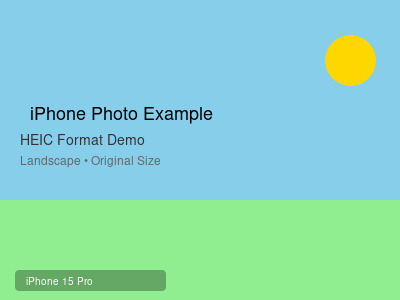 iPhone Photo Example
HEIC Format Demo
Landscape • Original Size
iPhone 15 Pro